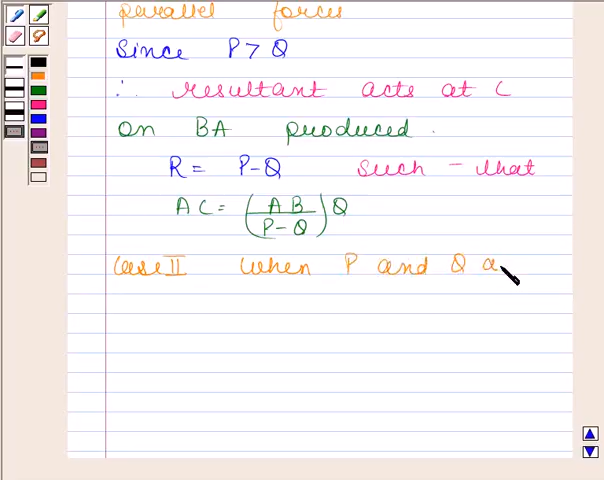 parallel forces
Since P > Q
∴ resultant acts at C
on BA produced.
R = P-Q such - that
AC = (AB / P-Q) Q
Case II When P and Q a